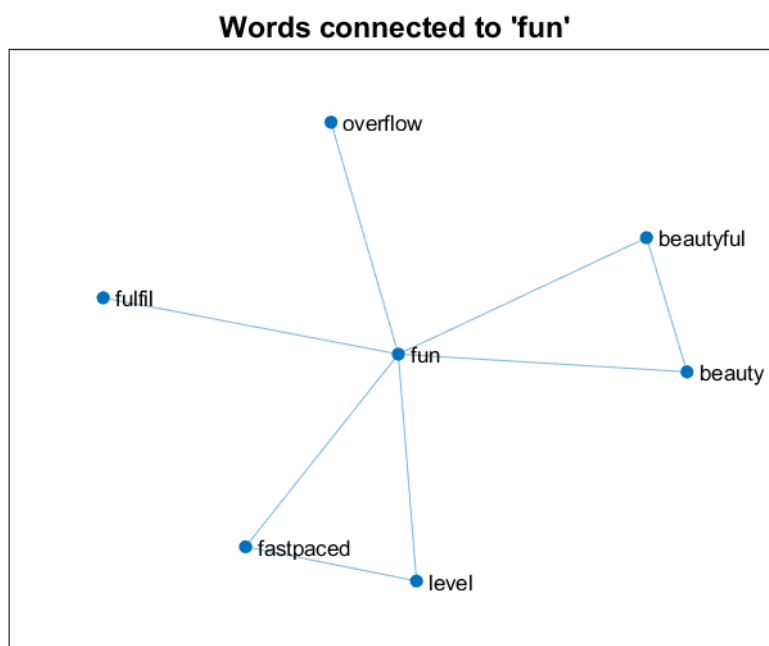 Words connected to 'fun'
overflow
beautyful
fulfil
fun
beauty
fastpaced
level